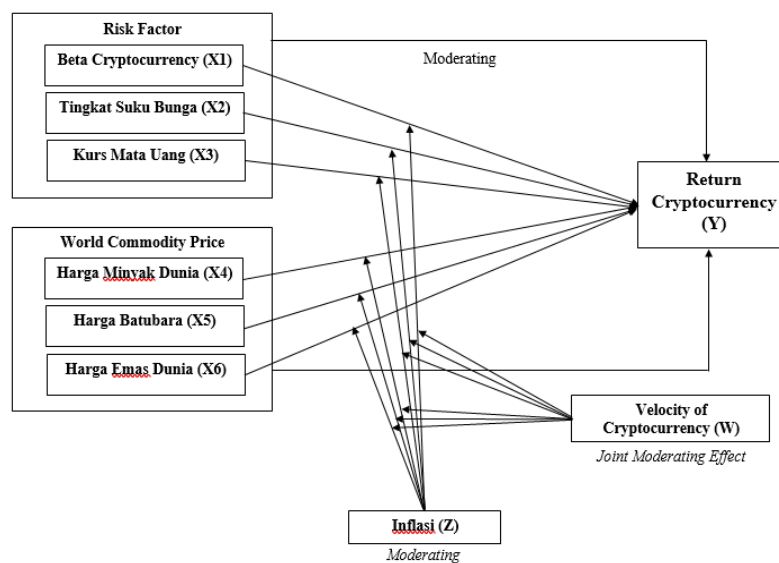 Risk Factor
Beta Cryptocurrency (X1)
Tingkat Suku Bunga (X2)
Kurs Mata Uang (X3)
Moderating
Return
Cryptocurrency
(Y)
World Commodity Price
Harga Minyak Dunia (X4)
Harga Batubara (X5)
Harga Emas Dunia (X6)
Velocity of
Cryptocurrency (W)
Joint Moderating Effect
Inflasi (Z)
Moderating